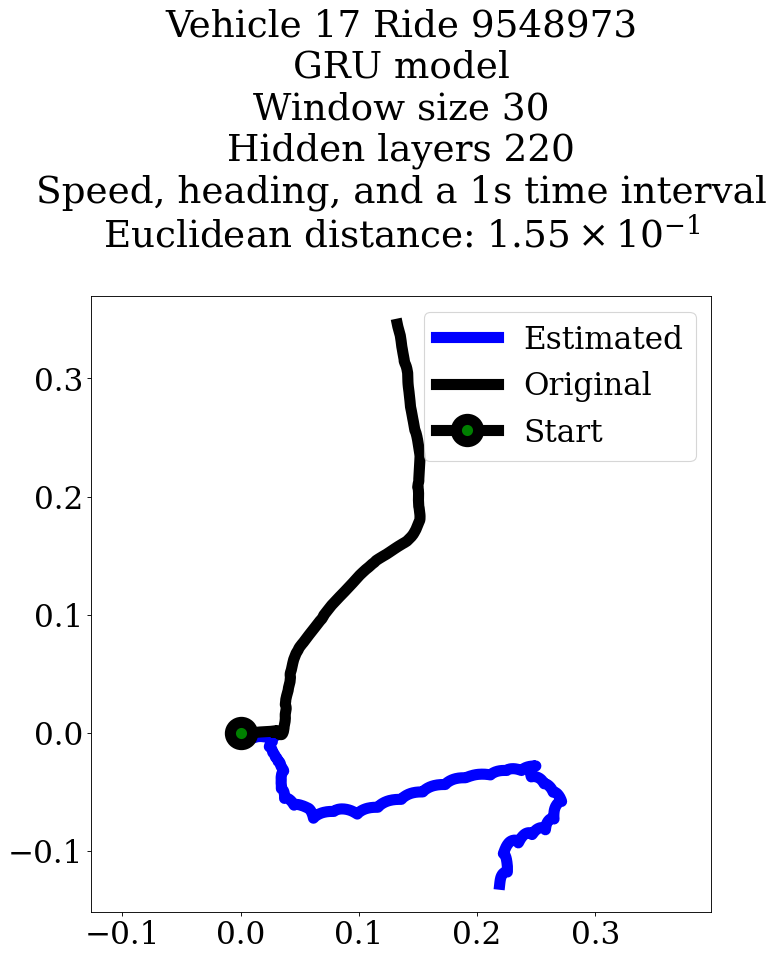 Vehicle 17 Ride 9548973
GRU model
Window size 30
Hidden layers 220
Speed, heading, and a 1s time interval
Euclidean distance: 1.55 × 10⁻¹
Estimated
Original
Start
0.3
0.2
0.1
0.0
−0.1
−0.1 0.0 0.1 0.2 0.3